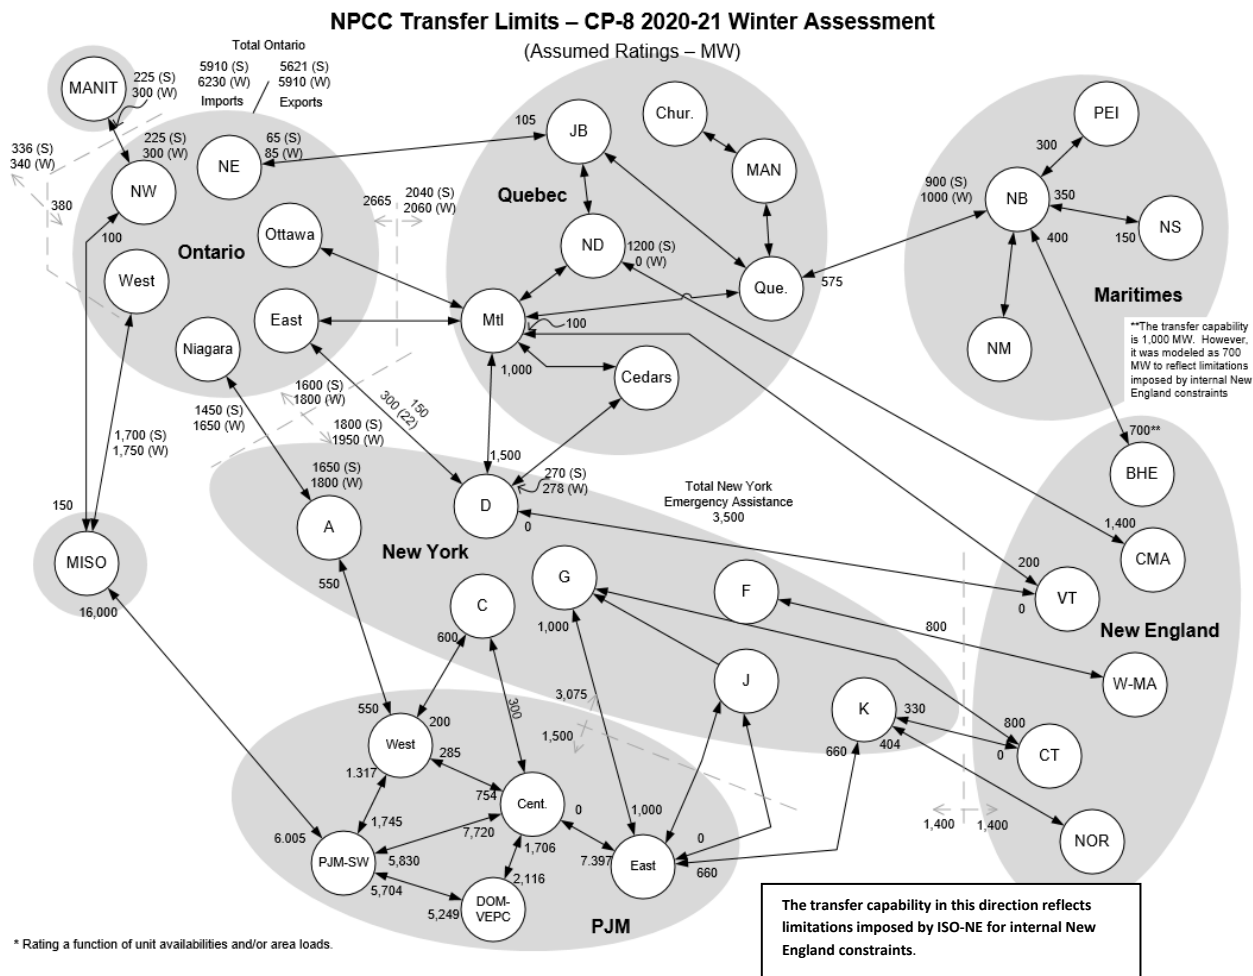 NPCC Transfer Limits – CP-8 2020-21 Winter Assessment
(Assumed Ratings – MW)
Total Ontario
5910 (S)
6230 (W)
Imports
5621 (S)
5910 (W)
Exports
MANIT
225 (S)
300 (W)
336 (S)
340 (W)
380
225 (S)
300 (W)
NW
100
NE
65 (S)
85 (W)
105
JB
Chur.
MAN
Quebec
2665
2040 (S)
2060 (W)
Ottawa
Ontario
West
ND
1200 (S)
0 (W)
Que.
575
900 (S)
1000 (W)
NB
300
PEI
350
400
150
NS
Maritimes
NM
**The transfer capability
is 1,000 MW. However,
it was modeled as 700
MW to reflect limitations
imposed by internal New
England constraints
East
Niagara
Mtl
100
1,000
Cedars
1600 (S)
1800 (W)
150
300 (22)
1800 (S)
1950 (W)
1450 (S)
1650 (W)
1,700 (S)
1,750 (W)
1650 (S)
1800 (W)
1,500
270 (S)
278 (W)
D
0
Total New York
Emergency Assistance
3,500
700**
BHE
1,400
CMA
200
0
VT
New England
150
MISO
16,000
A
550
New York
C
600
G
1,000
F
800
W-MA
J
3,075
1,500
K
330
404
660
800
0
CT
NOR
1,400
1,400
550
West
200
300
285
1.317
754
Cent.
0
1,745
7,720
6.005
PJM-SW
5,830
5,704
1,706
2,116
5,249
DOM-
VEPC
7.397
1,000
East
0
660
PJM
The transfer capability in this direction reflects
limitations imposed by ISO-NE for internal New
England constraints.
* Rating a function of unit availabilities and/or area loads.